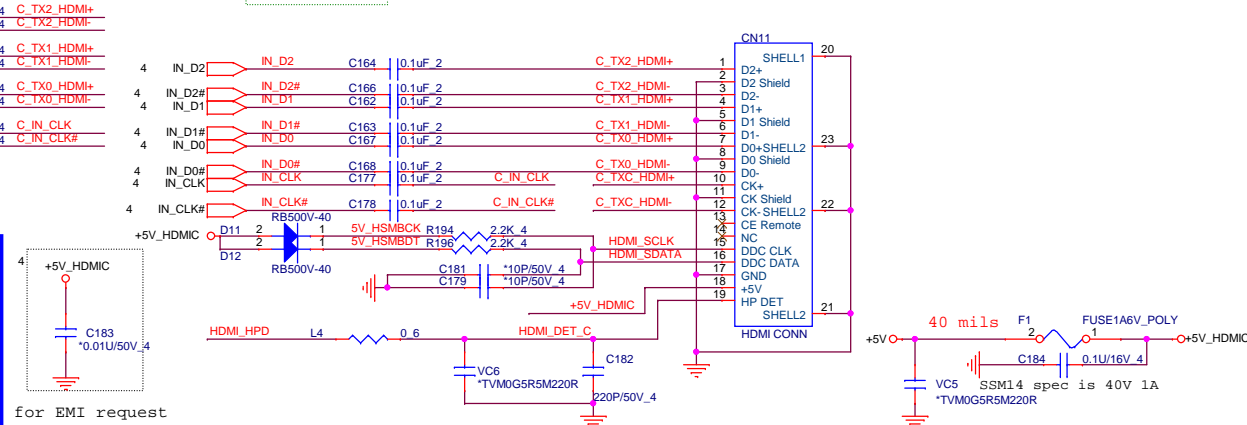 4 C_TX2_HDMI+
4 C_TX2_HDMI-
4 C_TX1_HDMI+
4 C_TX1_HDMI-
4 C_TX0_HDMI+
4 C_TX0_HDMI-
4 C_IN_CLK
4 C_IN_CLK#
CN11
4 IN_D2 IN_D2 C164 0.1uF_2 C_TX2_HDMI+ 1 D2+ SHELL1 20
2 D2 Shield
4 IN_D2# IN_D2# C166 0.1uF_2 C_TX2_HDMI- 3 D2-
4 IN_D1 IN_D1 C162 0.1uF_2 C_TX1_HDMI+ 4 D1+
5 D1 Shield
4 IN_D1# IN_D1# C163 0.1uF_2 C_TX1_HDMI- 6 D1-
4 IN_D0 IN_D0 C167 0.1uF_2 C_TX0_HDMI+ 7 D0+ SHELL2 23
8 D0 Shield
4 IN_D0# IN_D0# C168 0.1uF_2 C_TX0_HDMI- 9 D0-
4 IN_CLK IN_CLK C177 0.1uF_2 C_IN_CLK C_TXC_HDMI+ 10 CK+
11 CK Shield
4 IN_CLK# IN_CLK# C178 0.1uF_2 C_IN_CLK# C_TXC_HDMI- 12 CK- SHELL2 22
13 CE Remote
14 NC
+5V_HDMIC D11 2 RB500V-40 1 5V_HSMBCK R194 2.2K_4 HDMI_SCLK 15 DDC CLK
D12 2 RB500V-40 1 5V_HSMBDT R196 2.2K_4 HDMI_SDATA 16 DDC DATA
C181 *10P/50V_4 17 GND
C179 *10P/50V_4 18 +5V
+5V_HDMIC 19 HP DET
SHELL2 21
HDMI CONN
HDMI_HPD L4 0_6 HDMI_DET_C
VC6
*TVM0G5R5M220R
C182
220P/50V_4
4 +5V_HDMIC
C183
*0.01U/50V_4
for EMI request
+5V 40 mils F1 2 1 FUSE1A6V_POLY +5V_HDMIC
C184 0.1U/16V_4
VC5 SSM14 spec is 40V 1A
*TVM0G5R5M220R